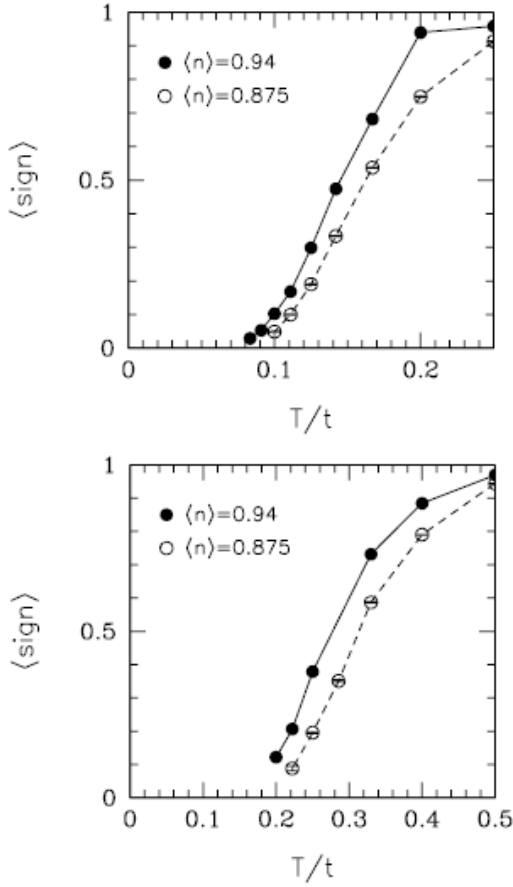 1
● ⟨n⟩=0.94
○ ⟨n⟩=0.875
⟨sign⟩
0.5
0
0 0.1 0.2
T/t
1
● ⟨n⟩=0.94
○ ⟨n⟩=0.875
⟨sign⟩
0.5
0
0 0.1 0.2 0.3 0.4 0.5
T/t